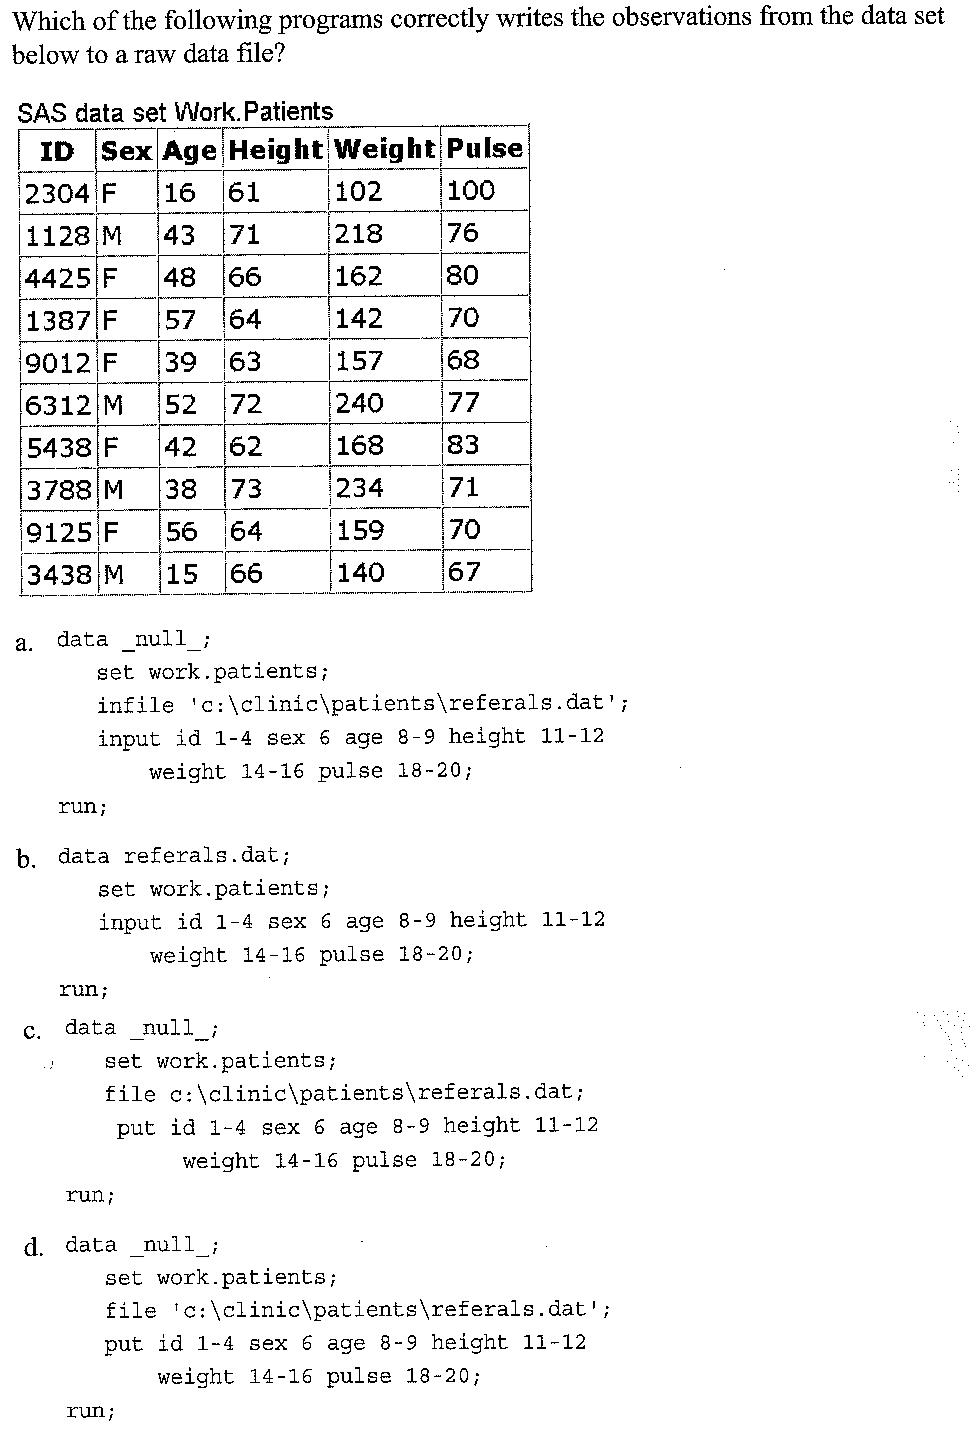 Which of the following programs correctly writes the observations from the data set
below to a raw data file?
SAS data set Work.Patients
ID Sex Age Height Weight Pulse
2304 F 16 61 102 100
1128 M 43 71 218 76
4425 F 48 66 162 80
1387 F 57 64 142 70
9012 F 39 63 157 68
6312 M 52 72 240 77
5438 F 42 62 168 83
3788 M 38 73 234 71
9125 F 56 64 159 70
3438 M 15 66 140 67
a. data _null_;
set work.patients;
infile 'c:\clinic\patients\referals.dat';
input id 1-4 sex 6 age 8-9 height 11-12
weight 14-16 pulse 18-20;
run;
b. data referals.dat;
set work.patients;
input id 1-4 sex 6 age 8-9 height 11-12
weight 14-16 pulse 18-20;
run;
c. data _null_;
set work.patients;
file c:\clinic\patients\referals.dat;
put id 1-4 sex 6 age 8-9 height 11-12
weight 14-16 pulse 18-20;
run;
d. data _null_;
set work.patients;
file 'c:\clinic\patients\referals.dat';
put id 1-4 sex 6 age 8-9 height 11-12
weight 14-16 pulse 18-20;
run;